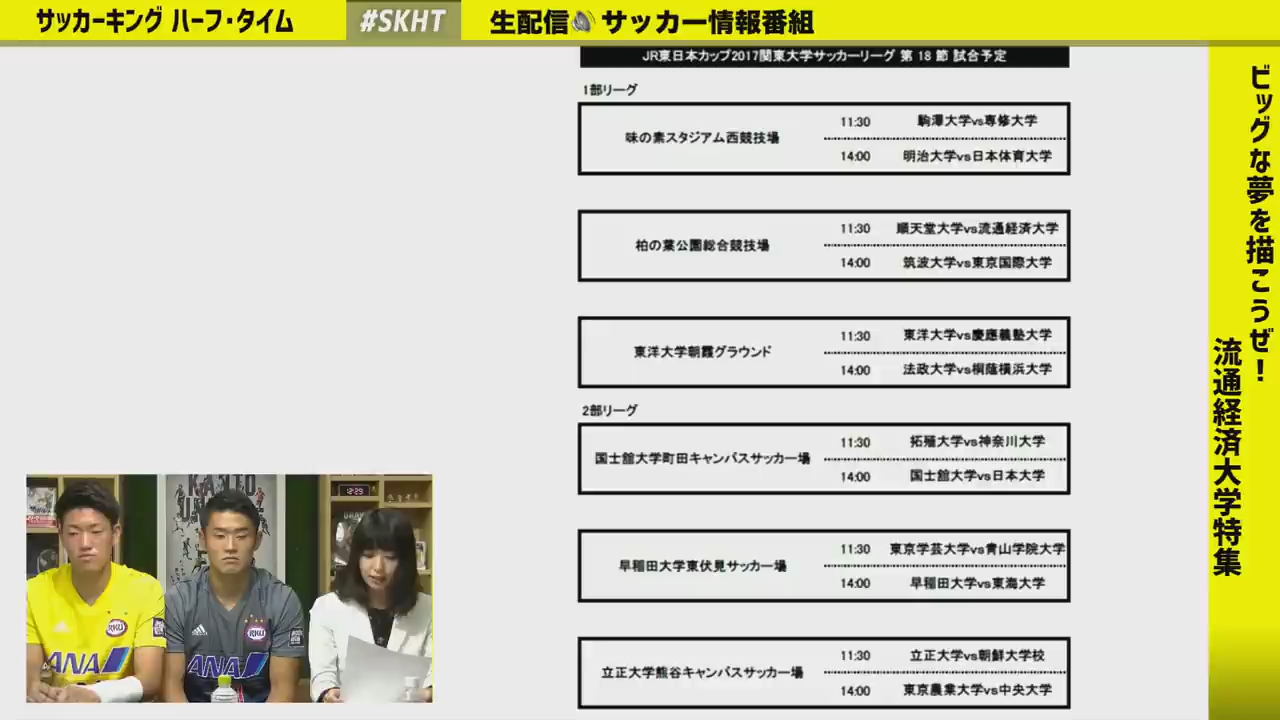 サッカーキング ハーフ・タイム
#SKHT
生配信 サッカー情報番組
JR東日本カップ2017関東大学サッカーリーグ 第 18 節 試合予定
1部リーグ
味の素スタジアム西競技場
11:30 駒澤大学vs専修大学
14:00 明治大学vs日本体育大学
柏の葉公園総合競技場
11:30 順天堂大学vs流通経済大学
14:00 筑波大学vs東京国際大学
東洋大学朝霞グラウンド
11:30 東洋大学vs慶應義塾大学
14:00 法政大学vs桐蔭横浜大学
2部リーグ
国士舘大学町田キャンパスサッカー場
11:30 拓殖大学vs神奈川大学
14:00 国士舘大学vs日本大学
早稲田大学東伏見サッカー場
11:30 東京学芸大学vs青山学院大学
14:00 早稲田大学vs東海大学
立正大学熊谷キャンパスサッカー場
11:30 立正大学vs朝鮮大学校
14:00 東京農業大学vs中央大学
ビッグな夢を描こうぜ!
流通経済大学特集
12:29
RKU
ANA
RKU
ANA